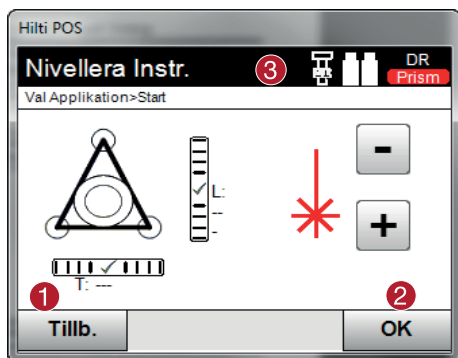 Hilti POS
Nivellera Instr.
3
DR
Prism
Val Applikation>Start
-
L:
--
-
+
T: ---
1
2
Tillb.
OK